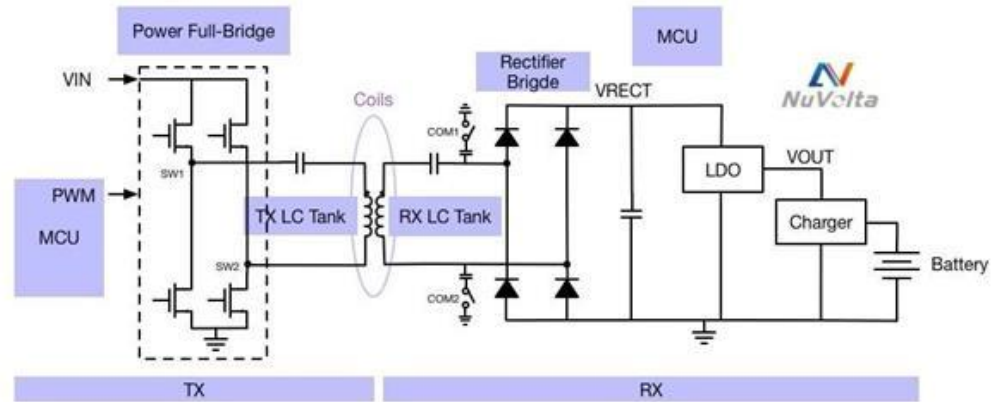 Power Full-Bridge
MCU
VIN
Rectifier
Brigde
VRECT
NuVolta
Coils
COM1
SW1
LDO
VOUT
PWM
MCU
TX LC Tank
RX LC Tank
Charger
SW2
COM2
Battery
TX
RX